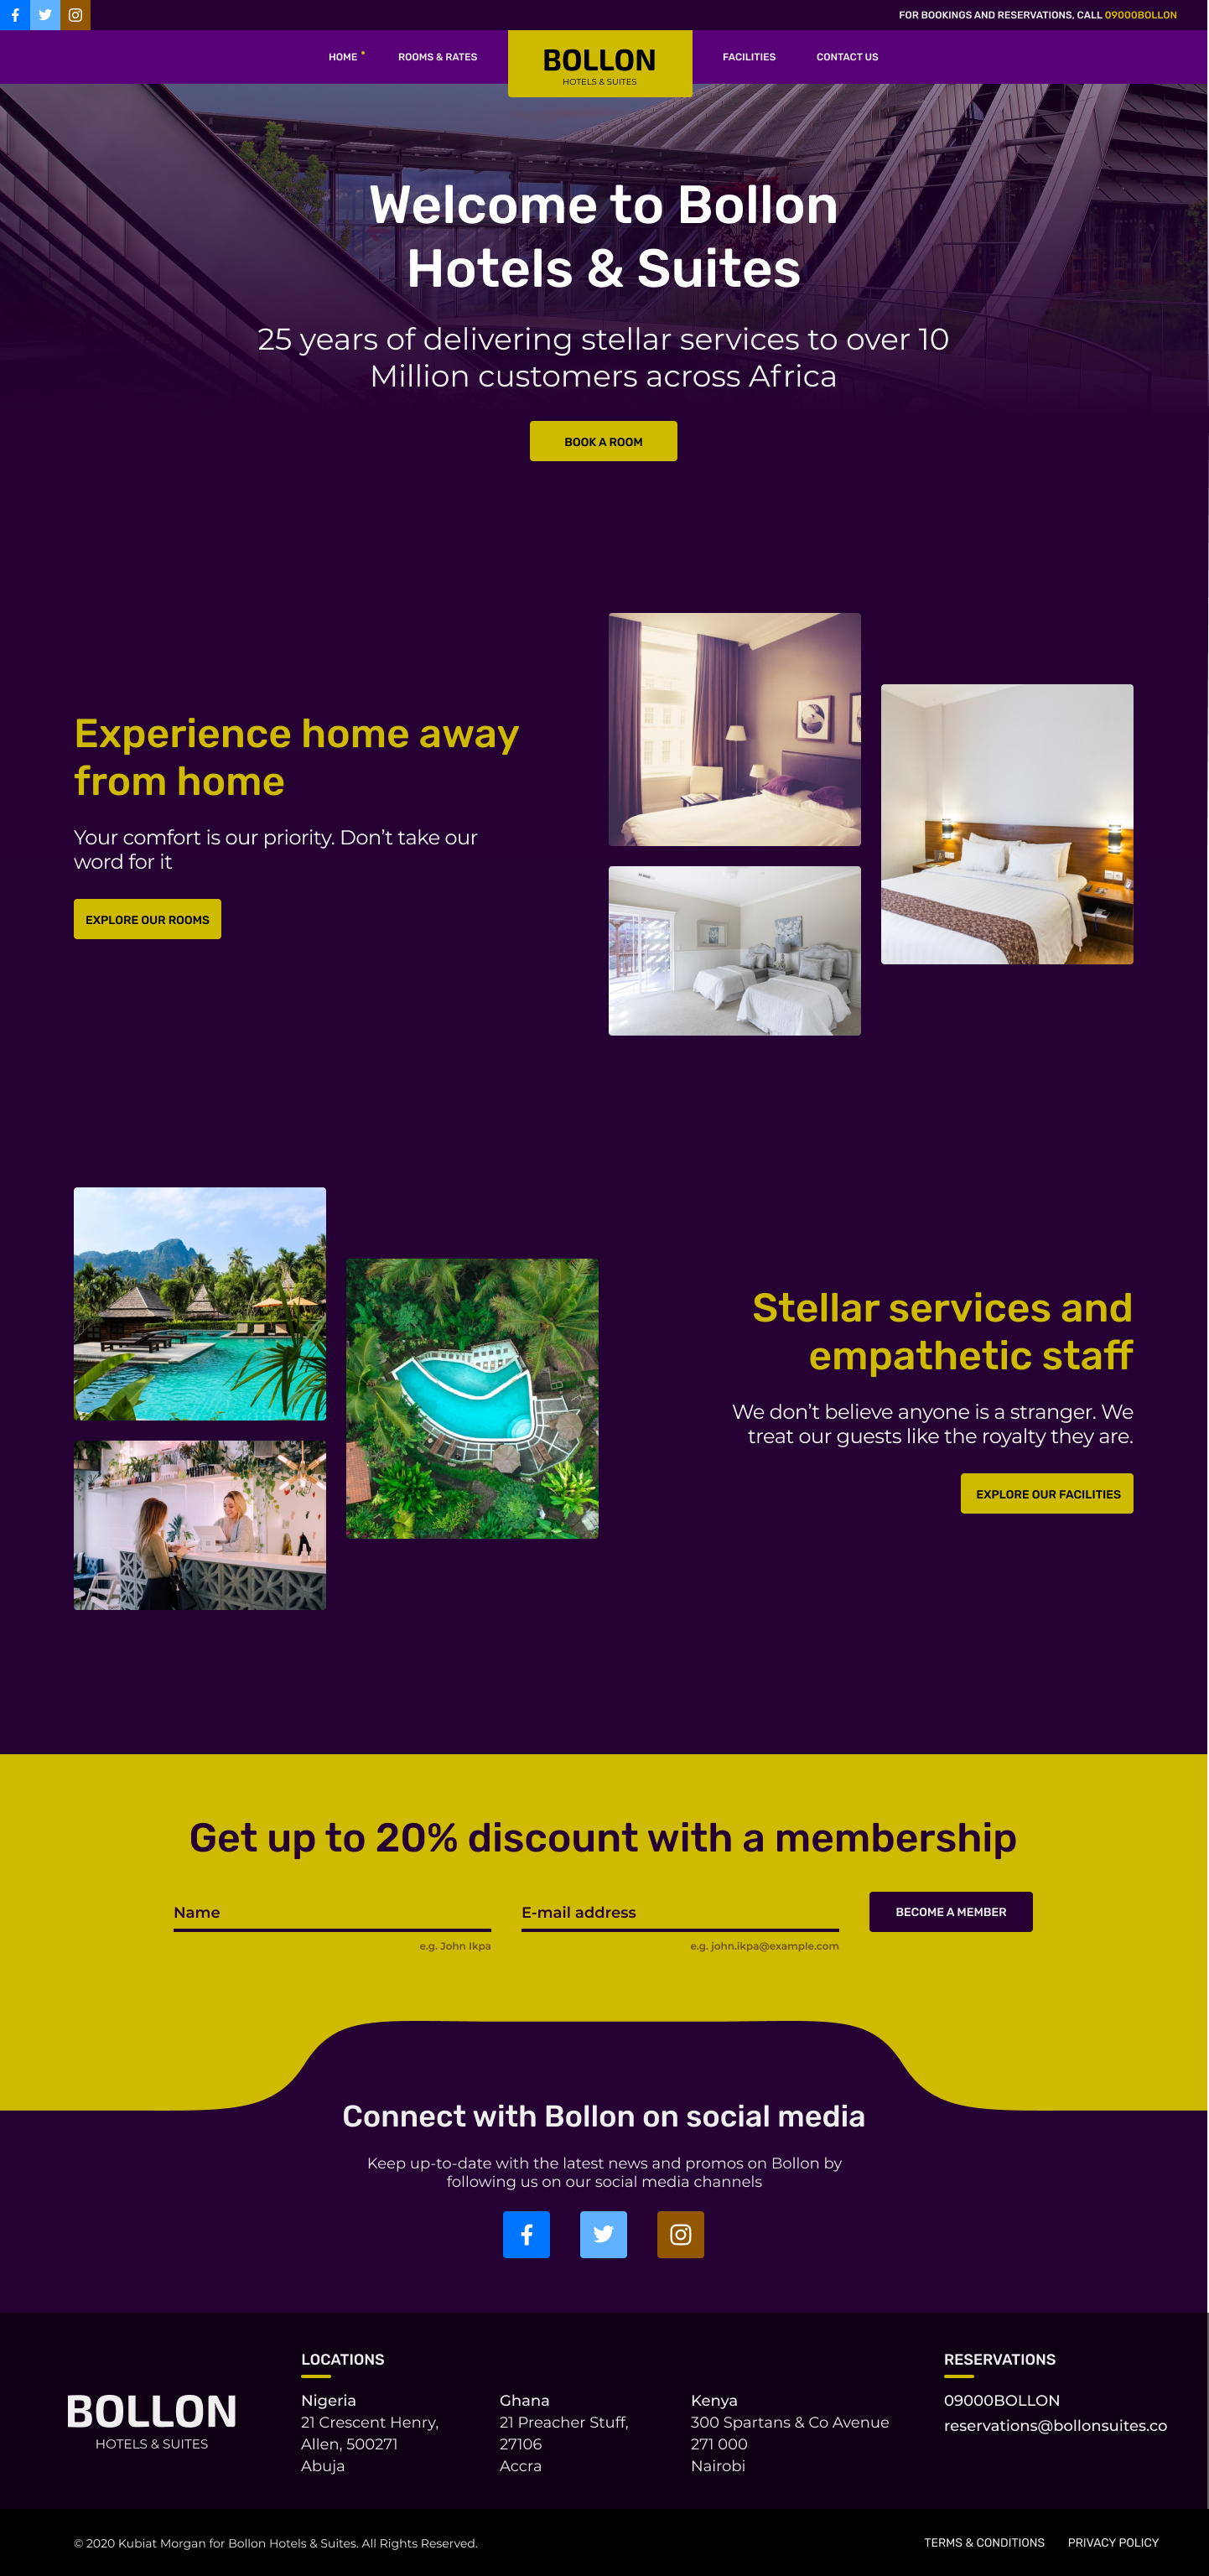 FOR BOOKINGS AND RESERVATIONS, CALL 09000BOLLON
HOME
ROOMS & RATES
BOLLON
HOTELS & SUITES
FACILITIES
CONTACT US
Welcome to Bollon
Hotels & Suites
25 years of delivering stellar services to over 10
Million customers across Africa
BOOK A ROOM
Experience home away
from home
Your comfort is our priority. Don’t take our
word for it
EXPLORE OUR ROOMS
Stellar services and
empathetic staff
We don’t believe anyone is a stranger. We
treat our guests like the royalty they are.
EXPLORE OUR FACILITIES
Get up to 20% discount with a membership
Name
e.g. John Ikpa
E-mail address
e.g. john.ikpa@example.com
BECOME A MEMBER
Connect with Bollon on social media
Keep up-to-date with the latest news and promos on Bollon by
following us on our social media channels
BOLLON
HOTELS & SUITES
LOCATIONS
Nigeria
21 Crescent Henry,
Allen, 500271
Abuja
Ghana
21 Preacher Stuff,
27106
Accra
Kenya
300 Spartans & Co Avenue
271 000
Nairobi
RESERVATIONS
09000BOLLON
reservations@bollonsuites.co
© 2020 Kubiat Morgan for Bollon Hotels & Suites. All Rights Reserved.
TERMS & CONDITIONS
PRIVACY POLICY